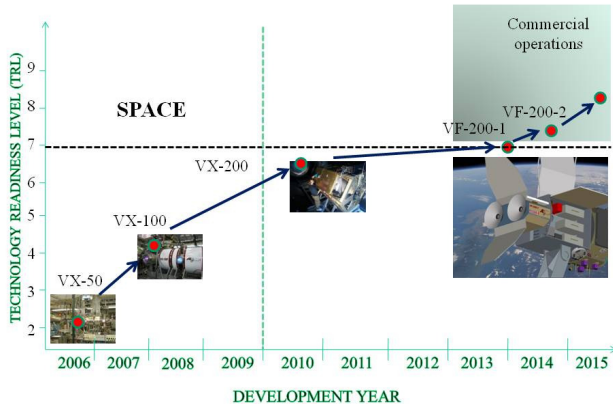 Commercial
operations
9
8
7
6
5
4
3
2
TECHNOLOGY READINESS LEVEL (TRL)
SPACE
VF-200-2
VF-200-1
VX-200
VX-100
VX-50
2006 2007 2008 2009 2010 2011 2012 2013 2014 2015
DEVELOPMENT YEAR